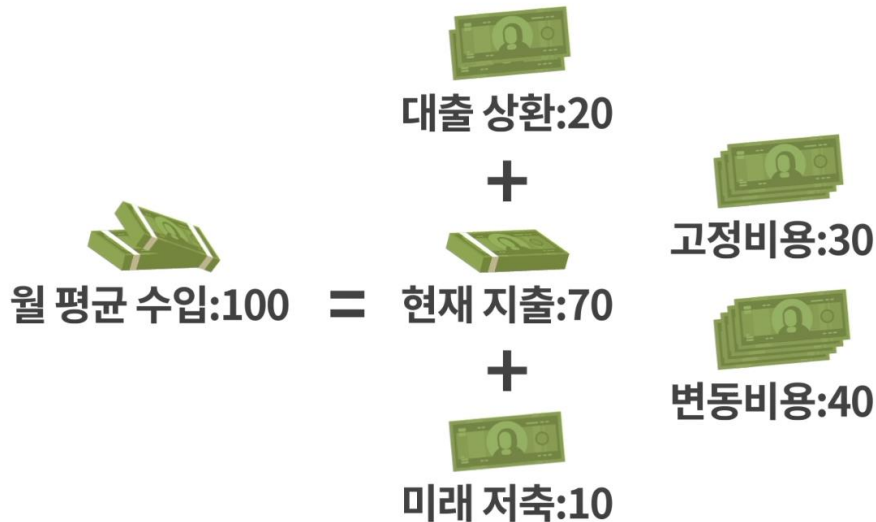 대출 상환:20
+
고정비용:30
월 평균 수입:100 = 현재 지출:70
+
변동비용:40
미래 저축:10